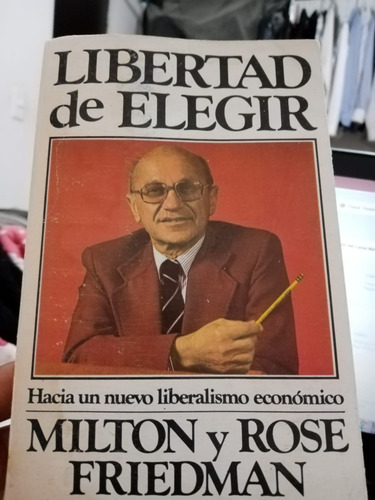 LIBERTAD
de ELEGIR
Hacia un nuevo liberalismo económico
MILTON y ROSE
FRIEDMAN